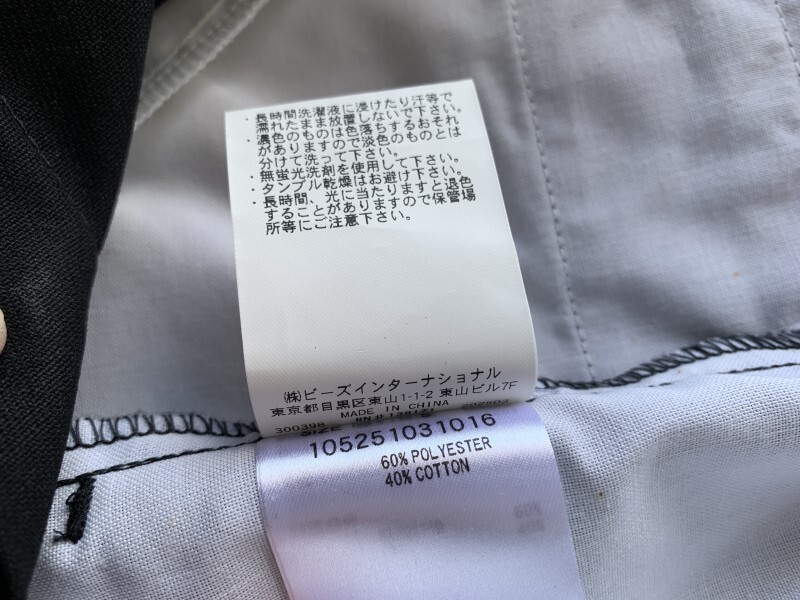 ・長時間洗濯液に浸けたり汗等で
濡れたまま放置しないで下さい。
・濃色のものは色落ちするおそれ
がありますので淡色のものとは
分けて洗って下さい。
・無蛍光洗剤を使用して下さい。
・タンブル乾燥はお避け下さい。
・長時間、光に当たりますと退色
することがありますので保管場
所等にご注意下さい。
㈱ビーズインターナショナル
東京都目黒区東山1-1-2 東山ビル7F
MADE IN CHINA
300398
SIZE
105251031016
60% POLYESTER
40% COTTON